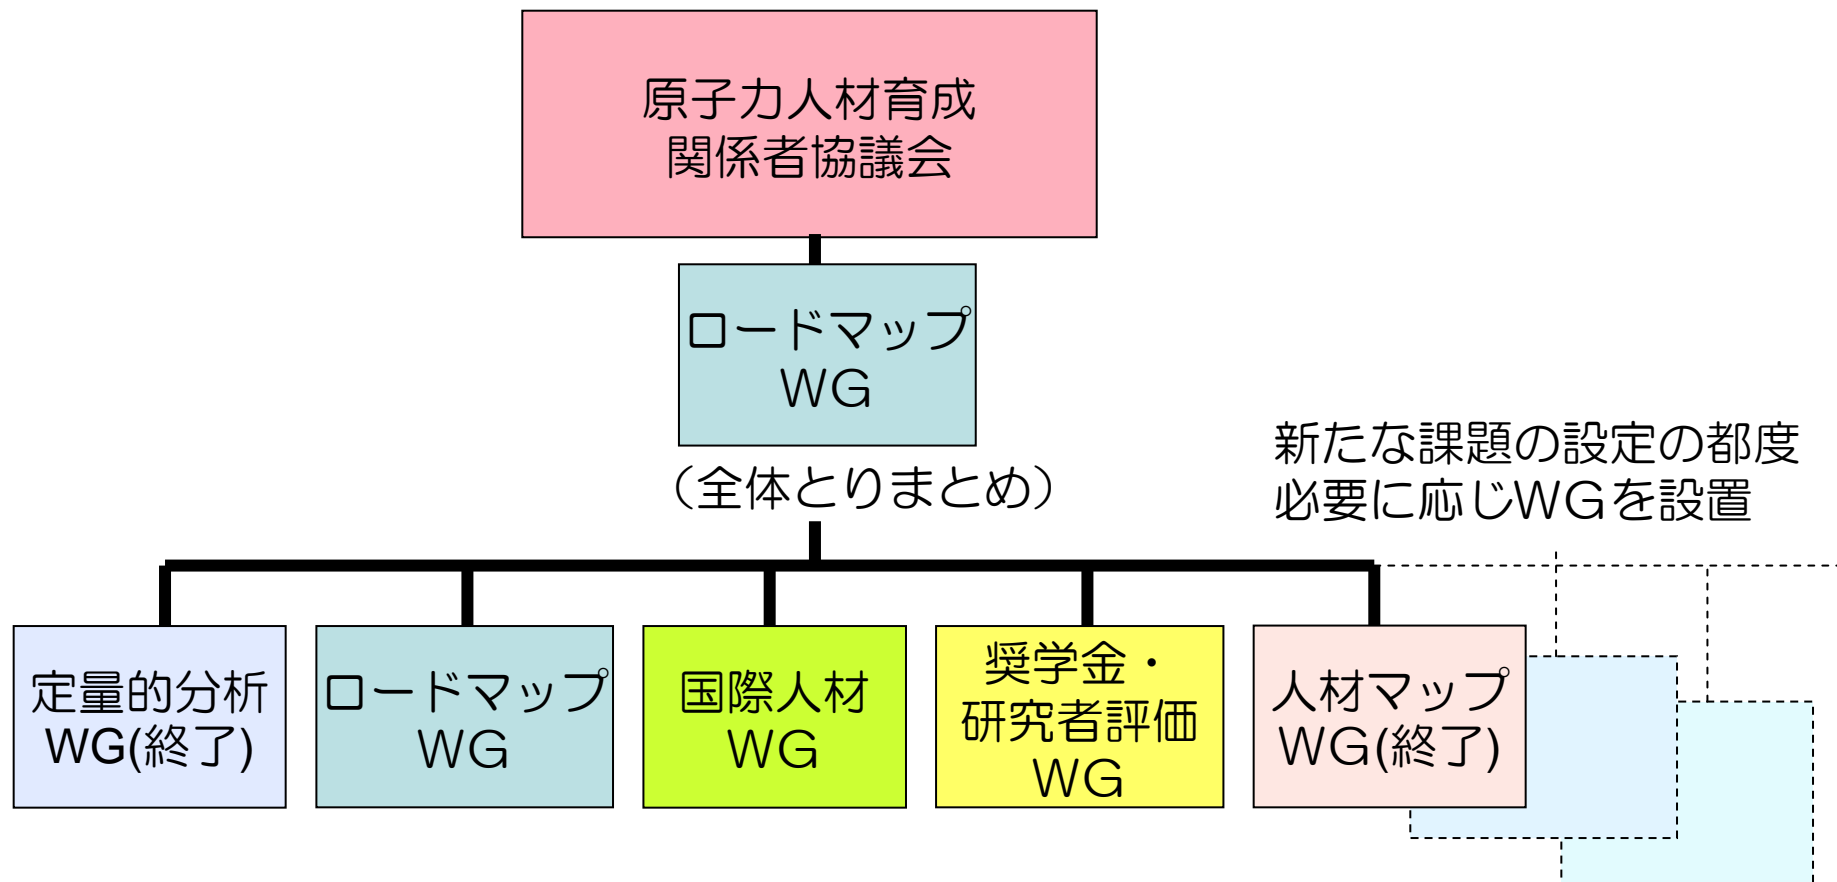 原子力人材育成
関係者協議会
ロードマップ
ＷＧ
（全体とりまとめ）
新たな課題の設定の都度
必要に応じＷＧを設置
定量的分析
WG(終了)
ロードマップ
ＷＧ
国際人材
ＷＧ
奨学金・
研究者評価
ＷＧ
人材マップ
ＷＧ(終了)